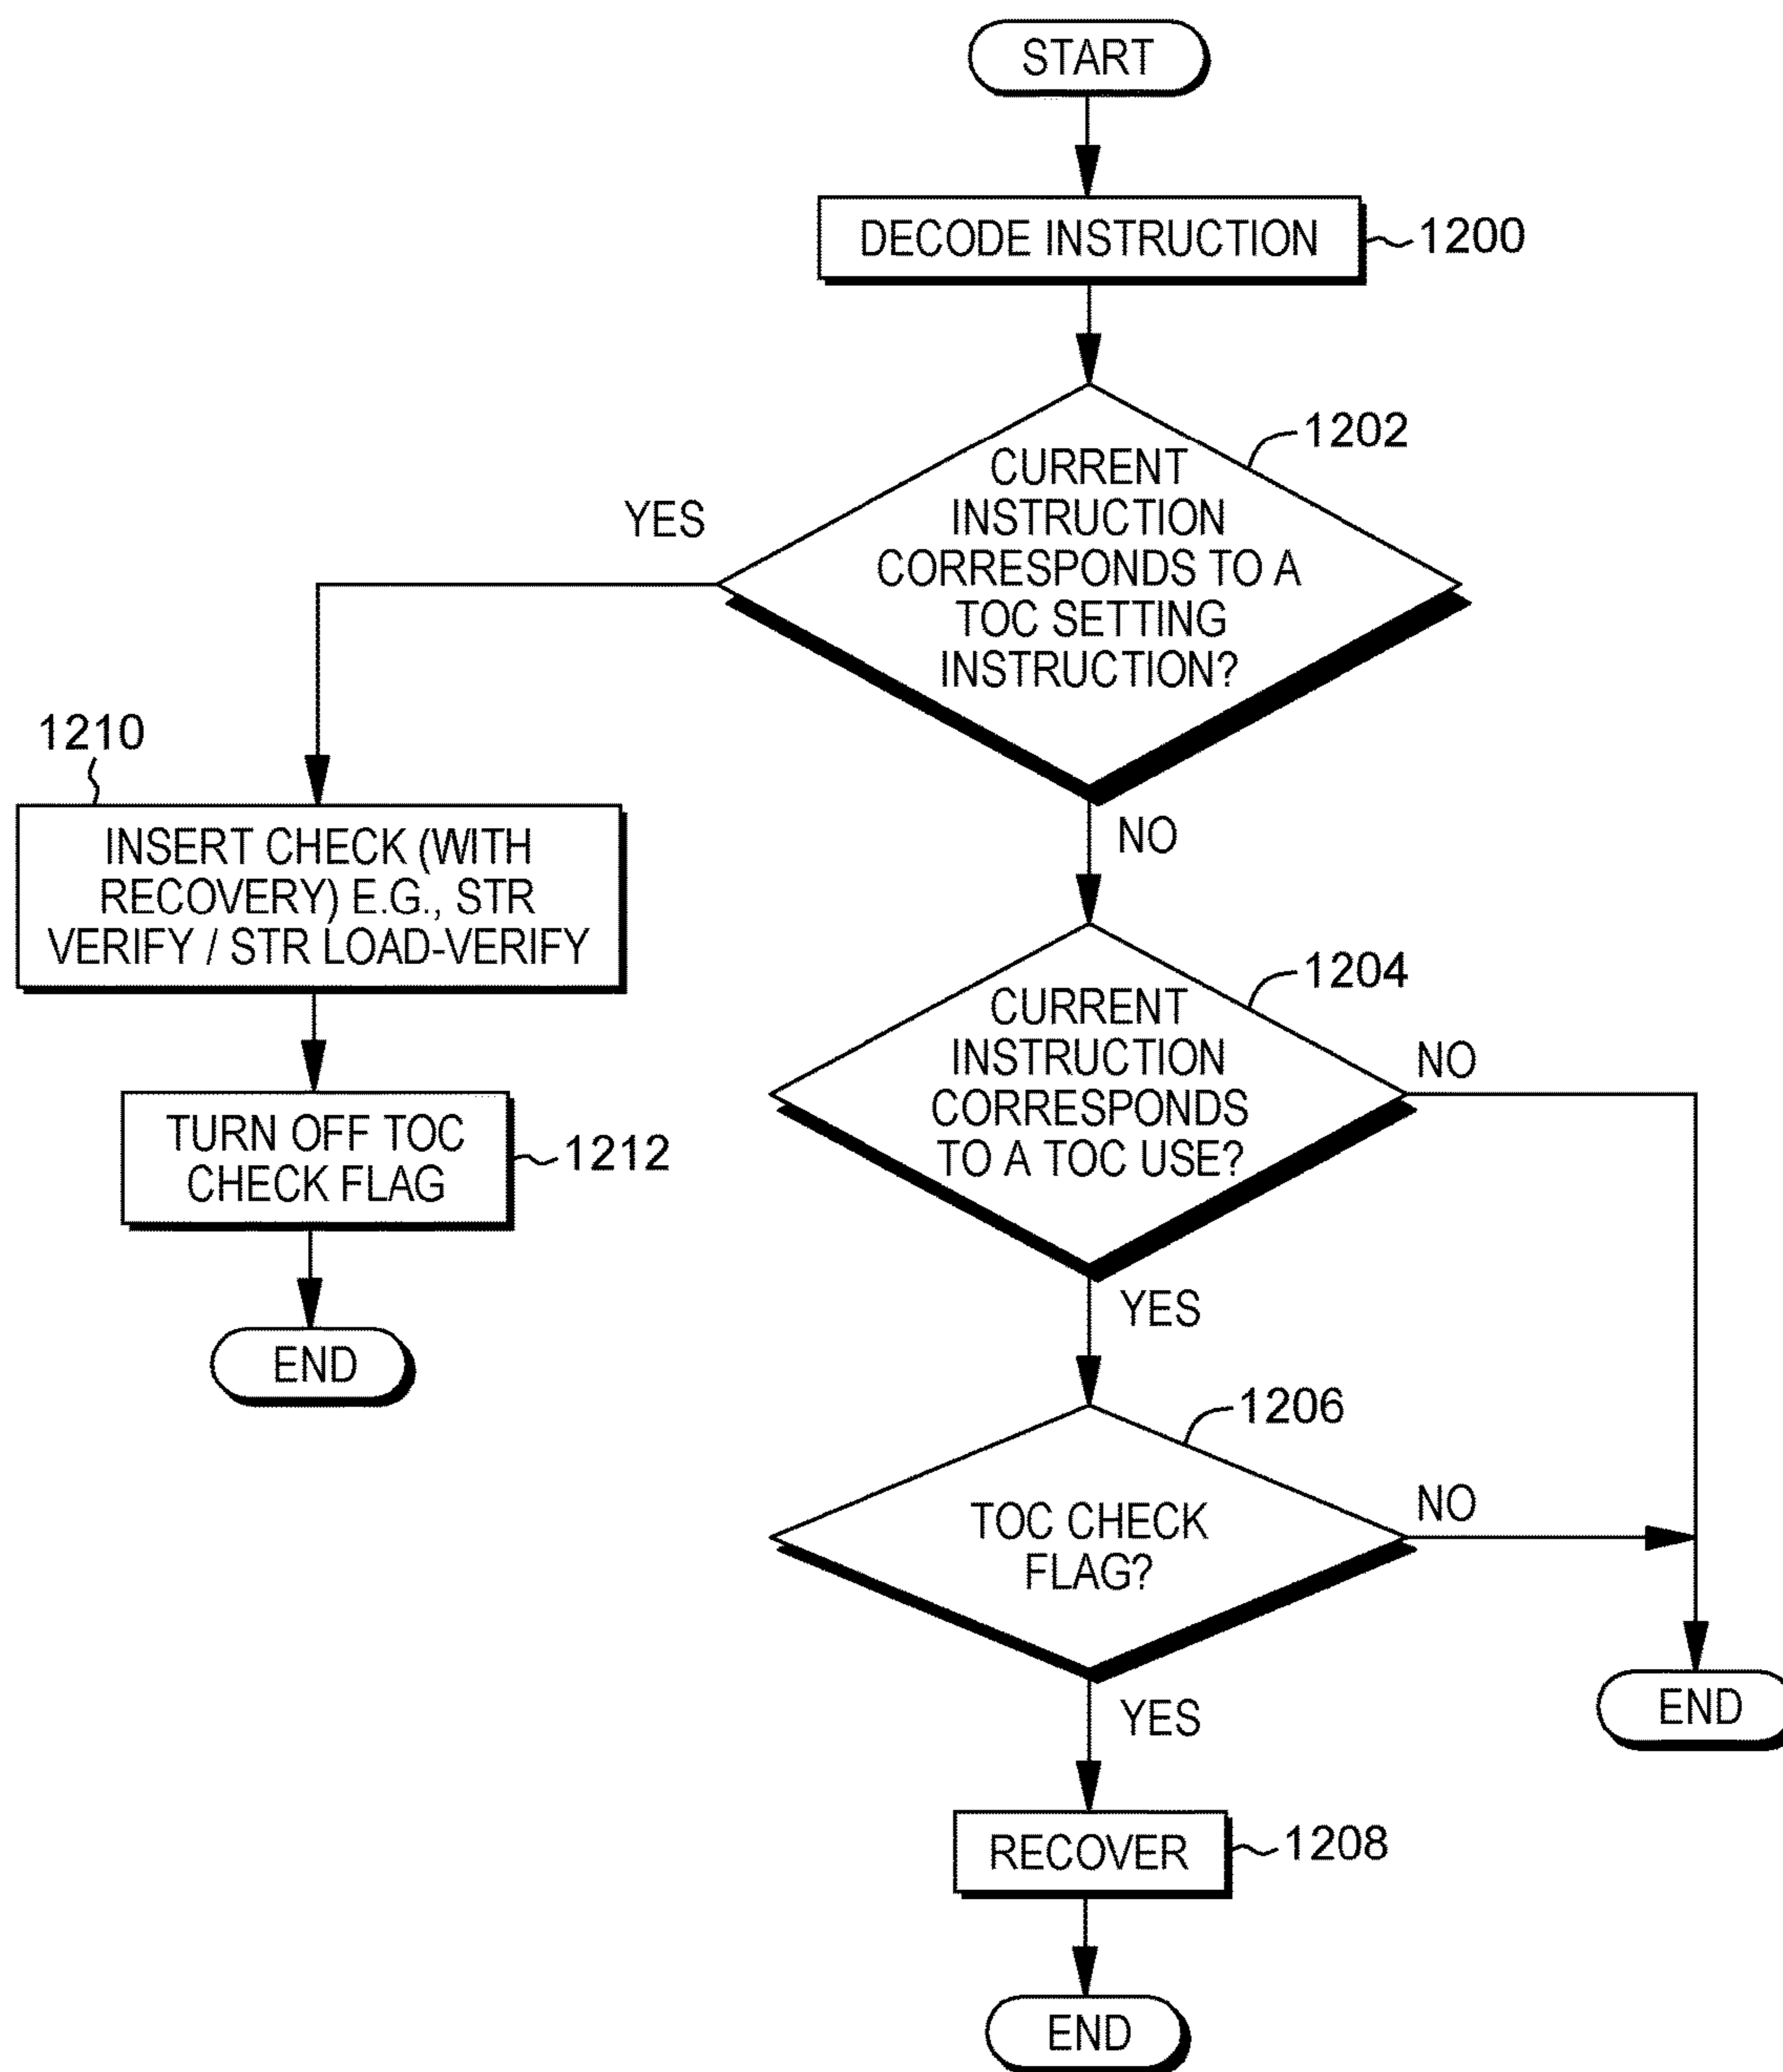 START
DECODE INSTRUCTION
1200
1202
CURRENT
INSTRUCTION
CORRESPONDS TO A
TOC SETTING
INSTRUCTION?
YES
NO
1210
INSERT CHECK (WITH
RECOVERY) E.G., STR
VERIFY / STR LOAD-VERIFY
TURN OFF TOC
CHECK FLAG
1212
END
1204
CURRENT
INSTRUCTION
CORRESPONDS
TO A TOC USE?
NO
YES
1206
TOC CHECK
FLAG?
NO
YES
END
RECOVER
1208
END